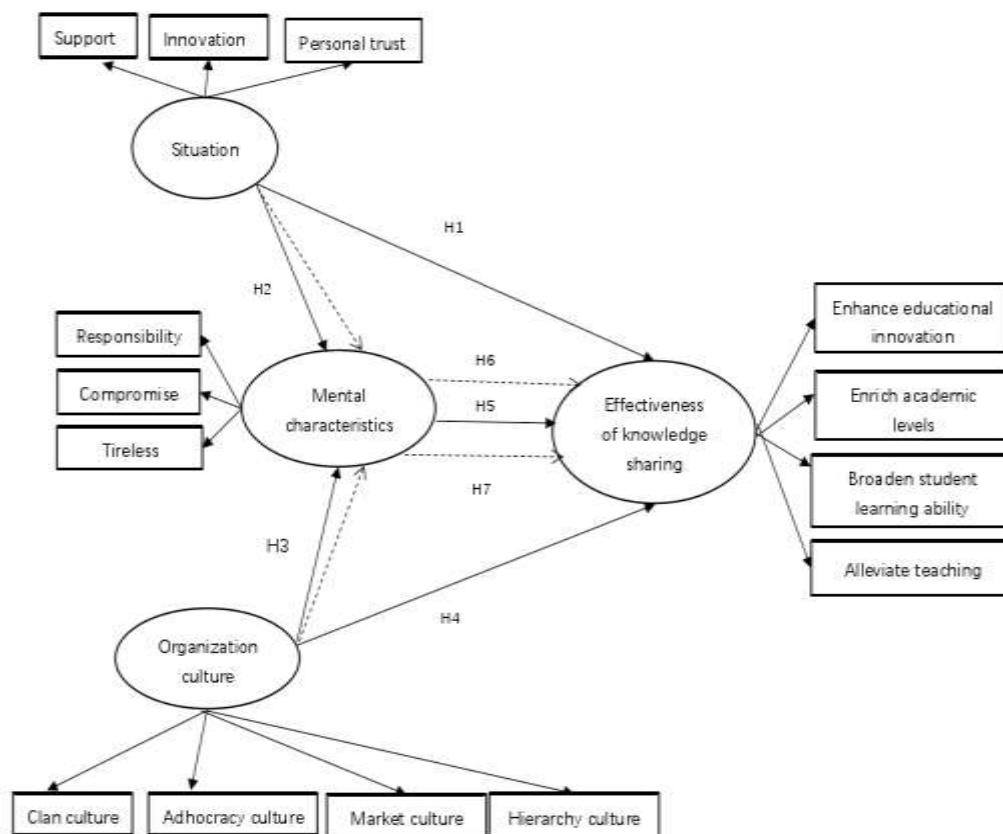 Support
Innovation
Personal trust
Situation
H1
H2
Responsibility
Compromise
Tireless
Mental
characteristics
H6
H5
H7
Effectiveness
of knowledge
sharing
Enhance educational
innovation
Enrich academic
levels
Broaden student
learning ability
Alleviate teaching
H3
H4
Organization
culture
Clan culture
Adhocracy culture
Market culture
Hierarchy culture